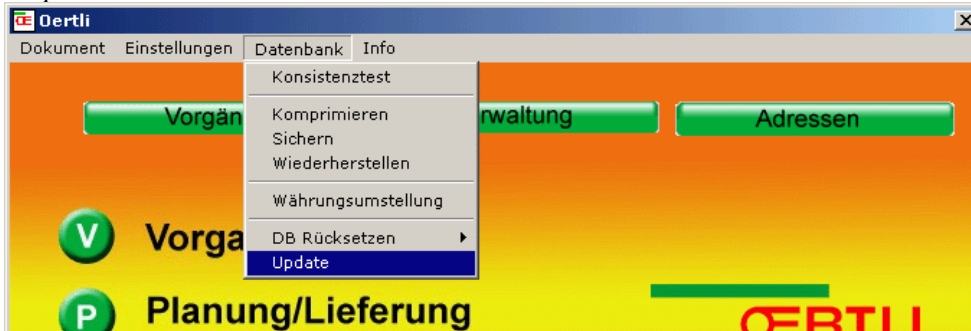 Oertli
Dokument Einstellungen Datenbank Info
Konsistenztest
Komprimieren
Sichern
Wiederherstellen
Währungsumstellung
DB Rücksetzen
Update
Adressen
V
P Planung/Lieferung